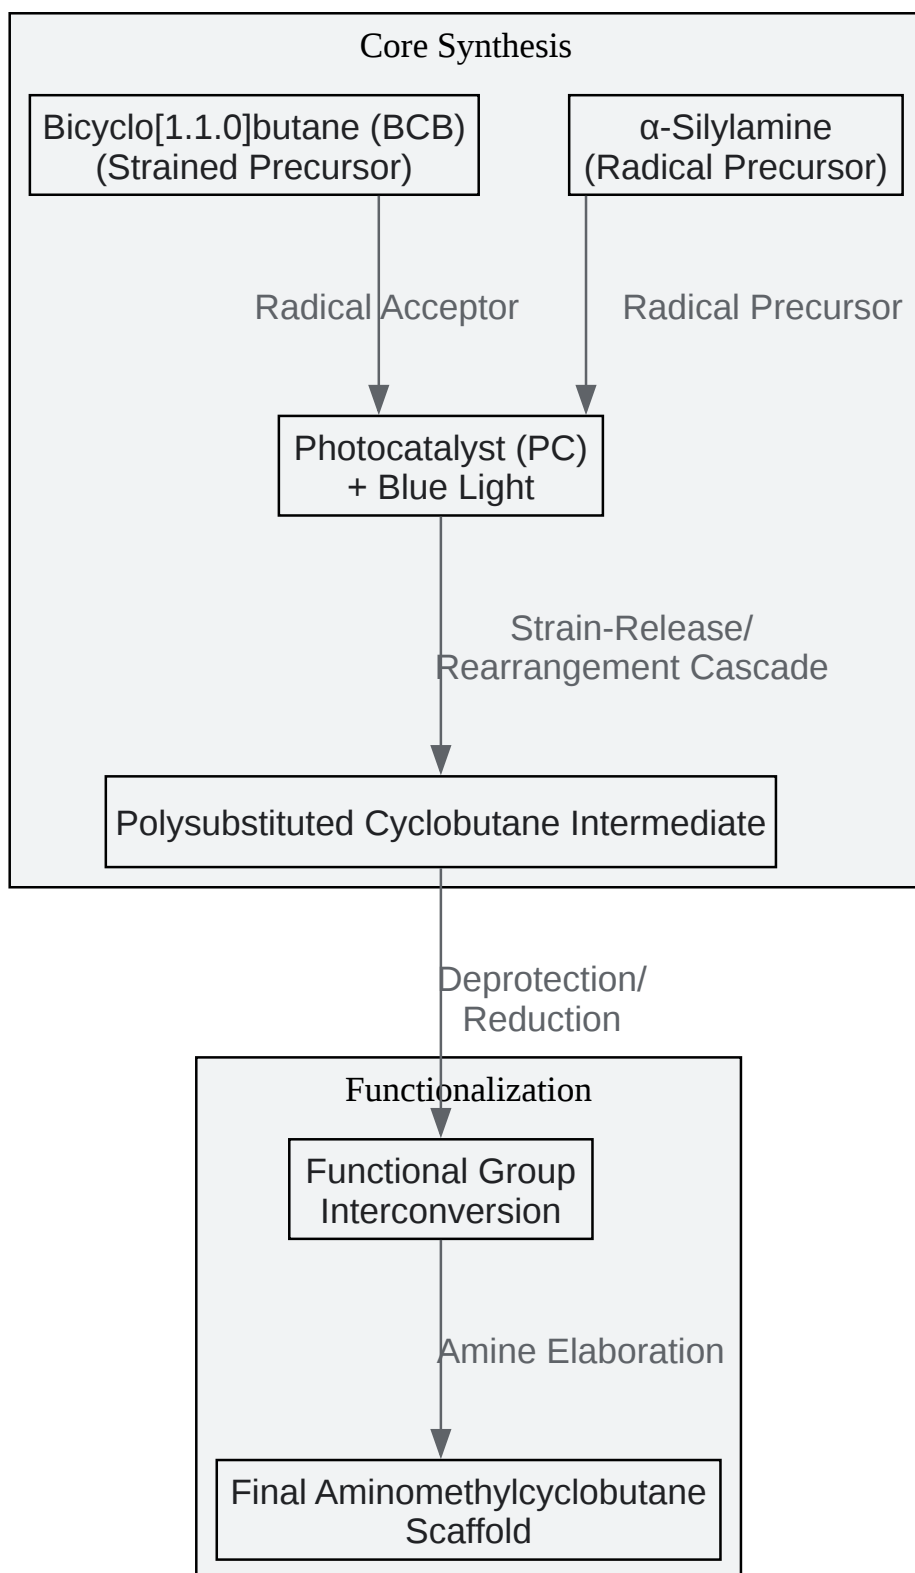 Core Synthesis
Bicyclo[1.1.0]butane (BCB)
(Strained Precursor)
α-Silylamine
(Radical Precursor)
Radical Acceptor
Radical Precursor
Photocatalyst (PC)
+ Blue Light
Strain-Release/
Rearrangement Cascade
Polysubstituted Cyclobutane Intermediate
Deprotection/
Reduction
Functionalization
Functional Group
Interconversion
Amine Elaboration
Final Aminomethylcyclobutane
Scaffold